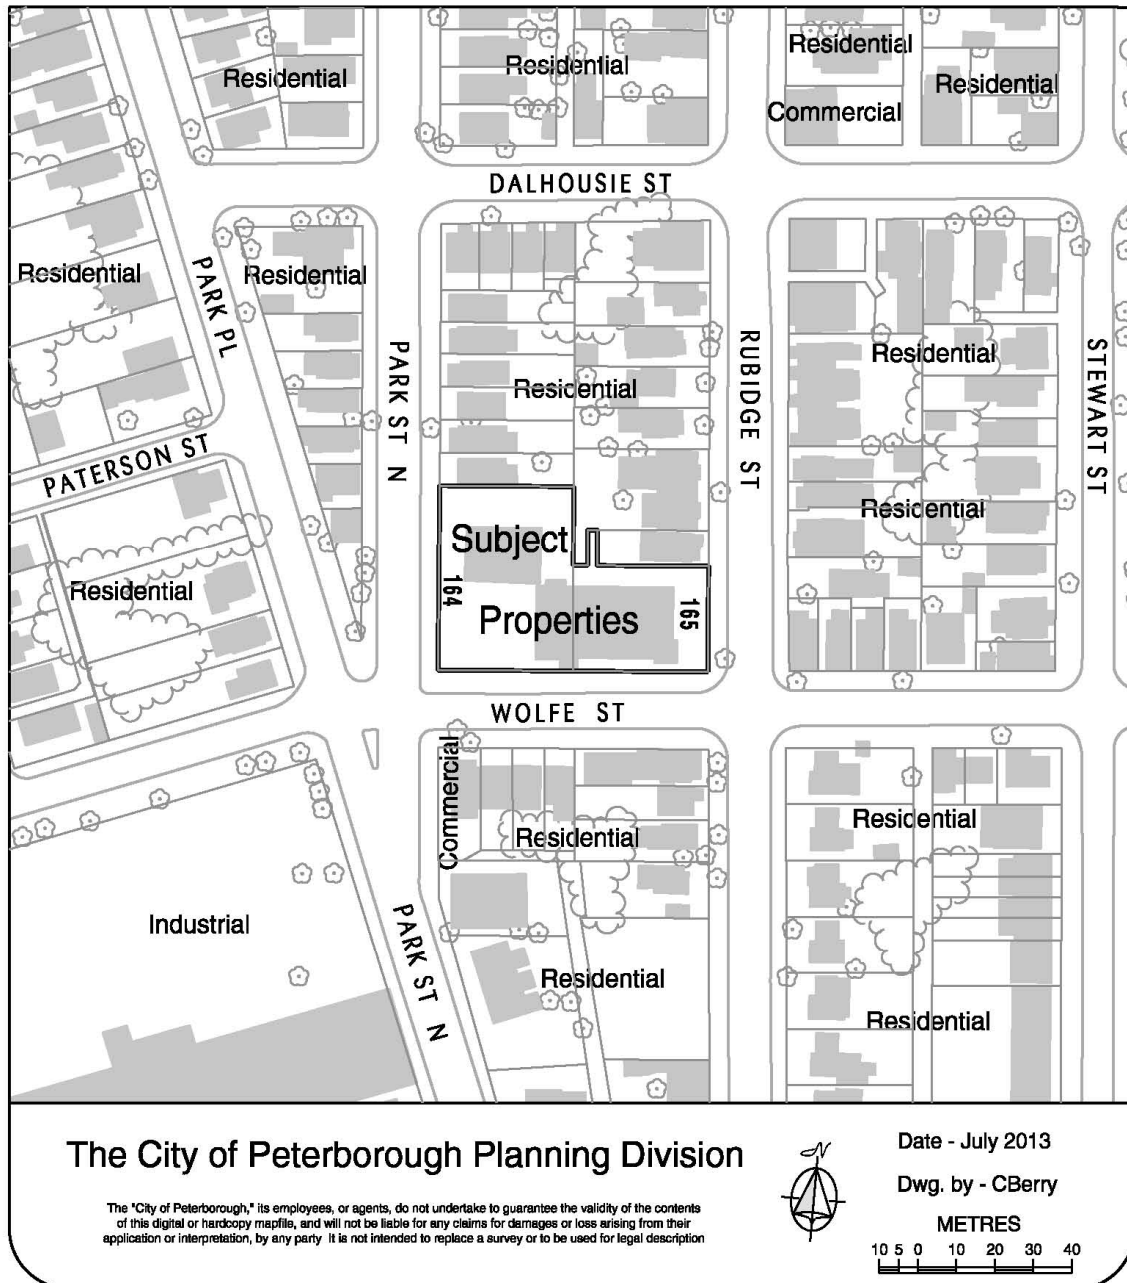 Residential
Residential
Residential
Commercial
Residential
DALHOUSIE ST
Residential
PARK PL
Residential
PARK ST N
Residential
RUBIDGE ST
Residential
STEWART ST
PATERSON ST
Residential
Subject
Properties
164
165
Residential
WOLFE ST
Commercial
Residential
Residential
Industrial
PARK ST N
Residential
Residential
The City of Peterborough Planning Division
The "City of Peterborough," its employees, or agents, do not undertake to guarantee the validity of the contents
of this digital or hardcopy mapfile, and will not be liable for any claims for damages or loss arising from their
application or interpretation, by any party It is not intended to replace a survey or to be used for legal description
N
Date - July 2013
Dwg. by - CBerry
METRES
10 5 0 10 20 30 40